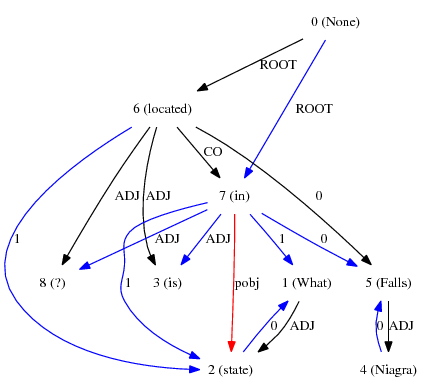 0 (None)
ROOT
ROOT
6 (located)
CO
ADJ
ADJ
0
7 (in)
1
ADJ
ADJ
1
0
8 (?)
3 (is)
1
pobj
1 (What)
5 (Falls)
0
ADJ
0
ADJ
2 (state)
4 (Niagra)